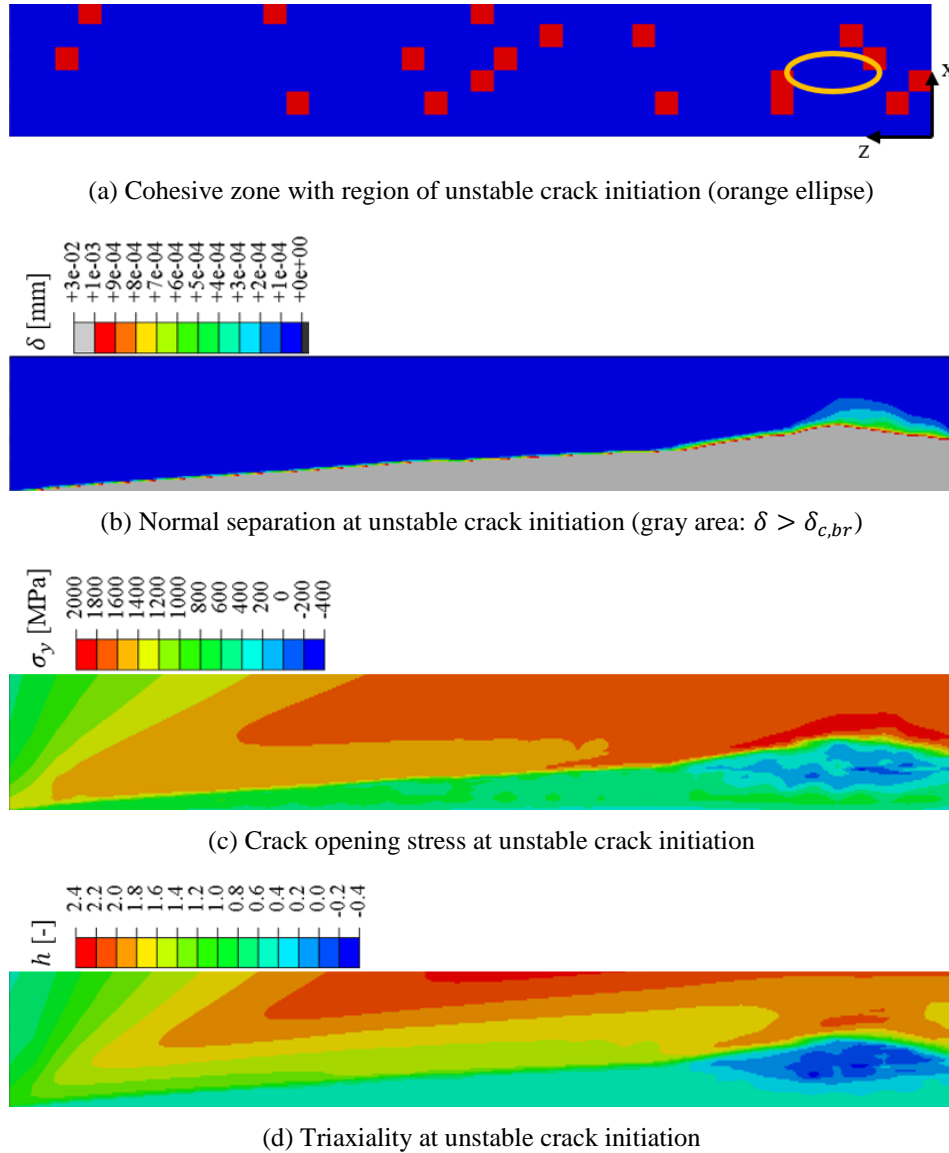 x
z
(a) Cohesive zone with region of unstable crack initiation (orange ellipse)
δ [mm]
+3e-02
+1e-03
+9e-04
+8e-04
+7e-04
+6e-04
+5e-04
+4e-04
+3e-04
+2e-04
+1e-04
+0e+00
(b) Normal separation at unstable crack initiation (gray area: δ > δc,br)
σy [MPa]
2000
1800
1600
1400
1200
1000
800
600
400
200
0
-200
-400
(c) Crack opening stress at unstable crack initiation
h [-]
2.4
2.2
2.0
1.8
1.6
1.4
1.2
1.0
0.8
0.6
0.4
0.2
0.0
-0.2
-0.4
(d) Triaxiality at unstable crack initiation